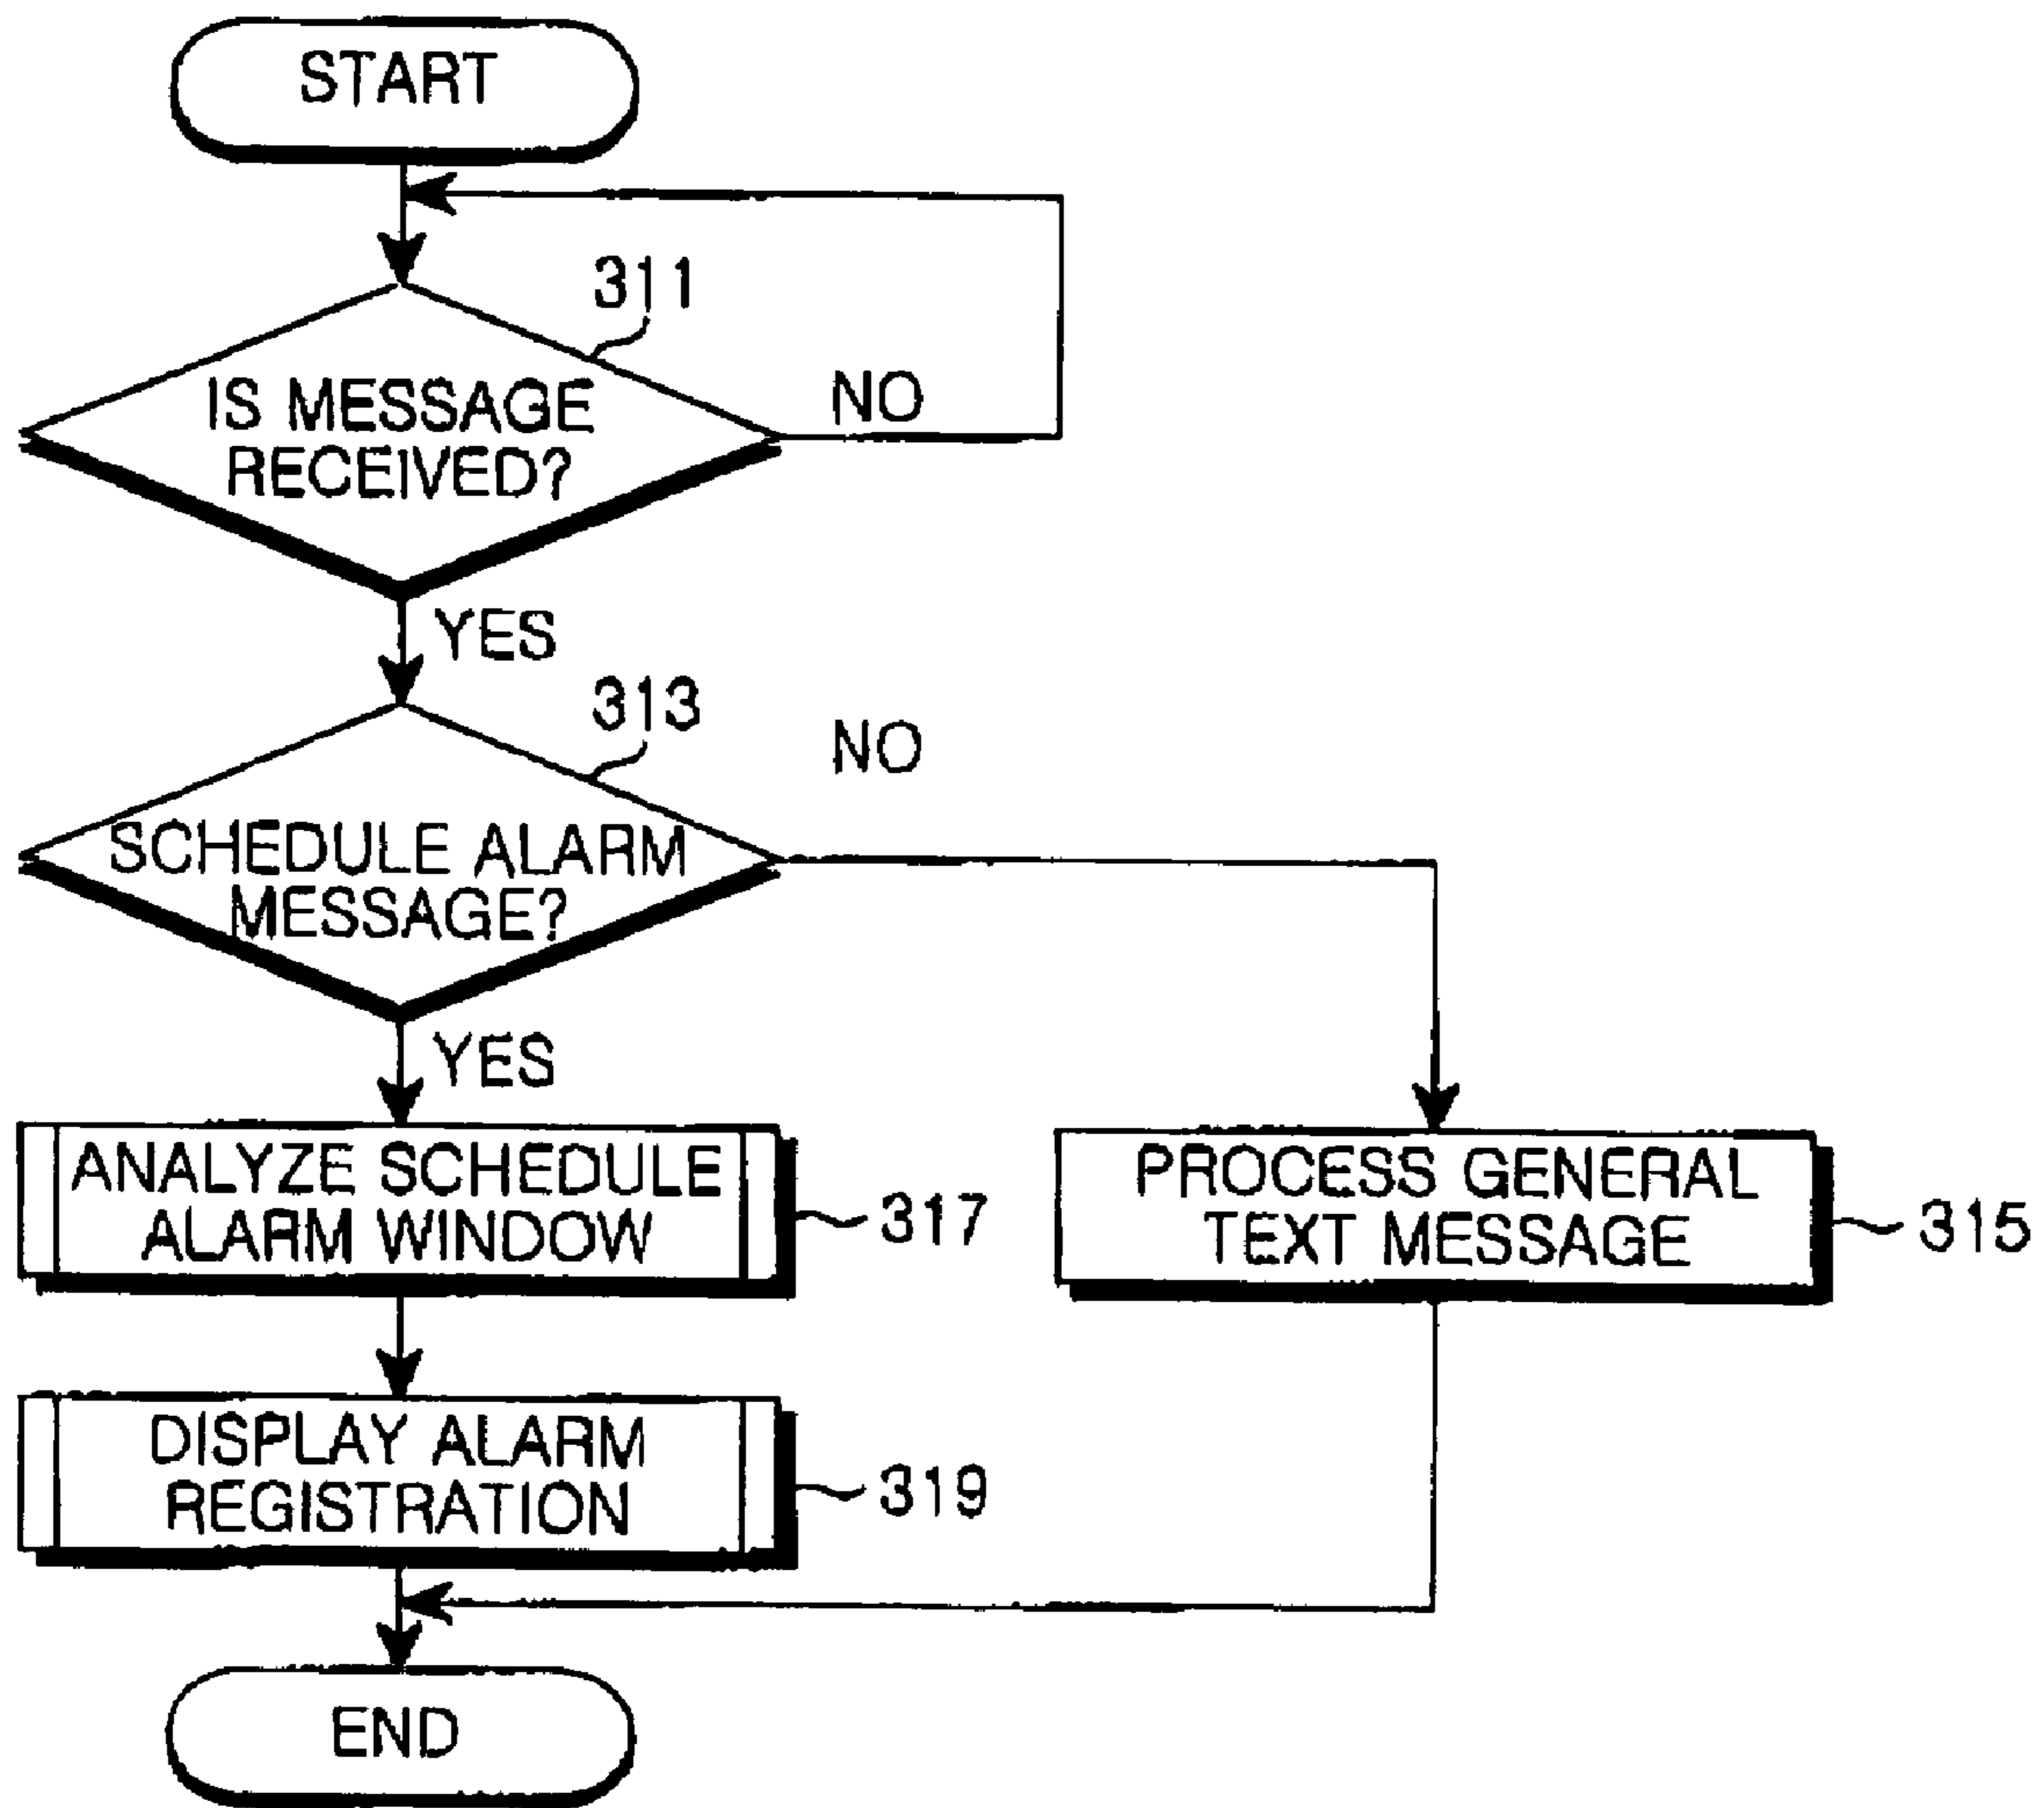 START
311
IS MESSAGE
RECEIVED?
NO
YES
313
NO
SCHEDULE ALARM
MESSAGE?
YES
ANALYZE SCHEDULE
ALARM WINDOW
317
PROCESS GENERAL
TEXT MESSAGE
315
DISPLAY ALARM
REGISTRATION
319
END